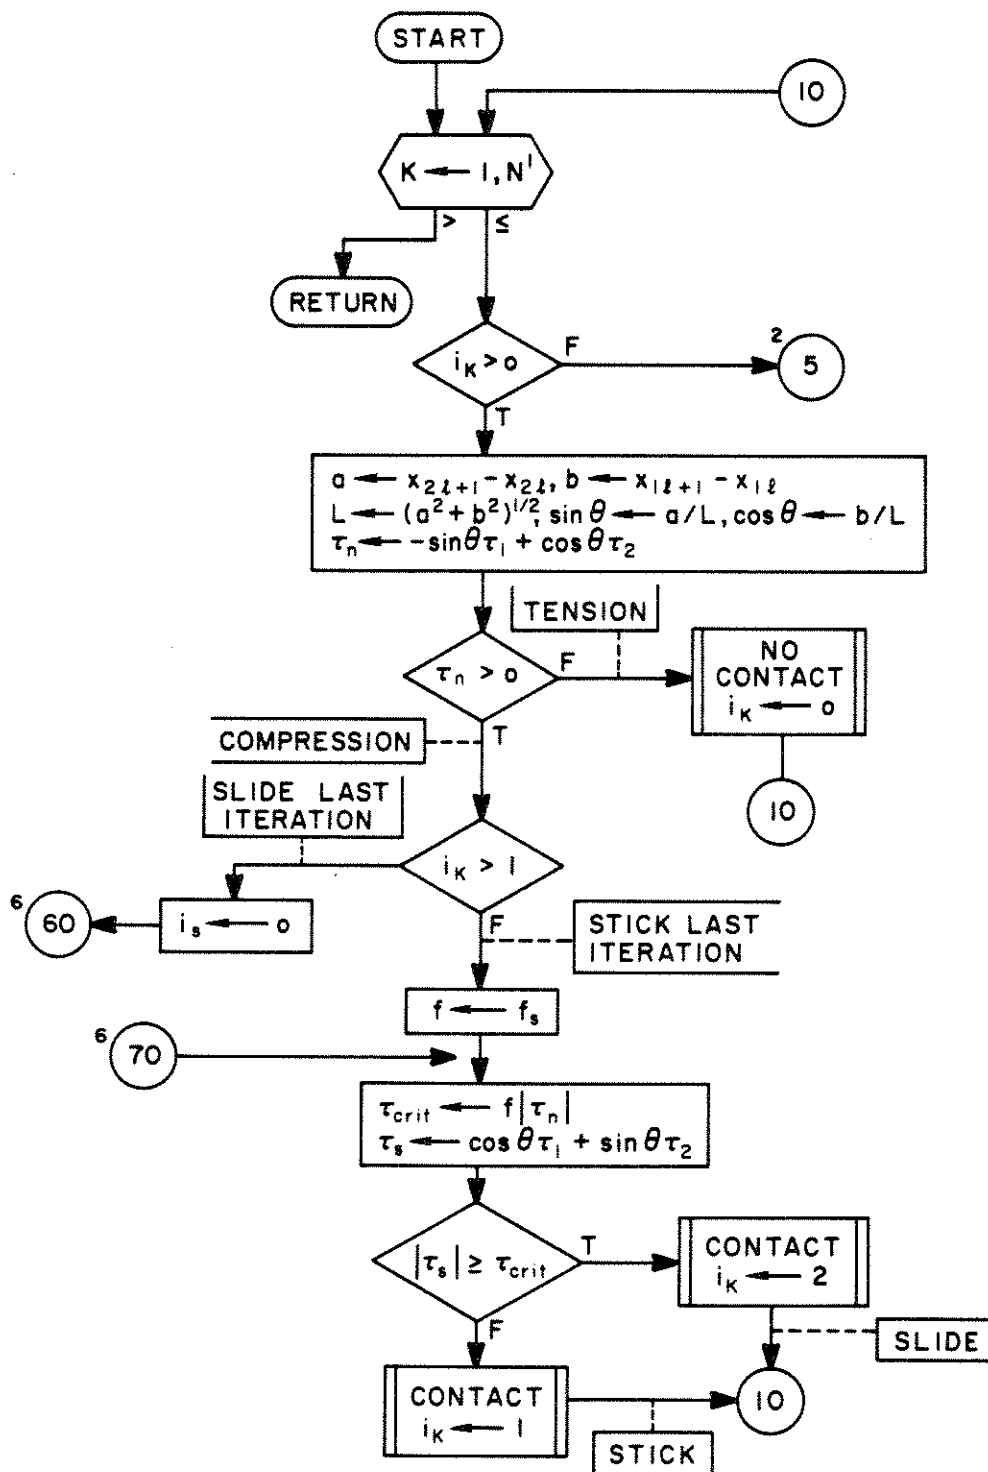 START
10
K ← 1, N'
> ≤
RETURN
i_K > 0
F
2
5
T
a ← x_{2ℓ+1} - x_{2ℓ}, b ← x_{1ℓ+1} - x_{1ℓ}
L ← (a² + b²)^{1/2}, sin θ ← a/L, cos θ ← b/L
τ_n ← -sin θ τ_1 + cos θ τ_2
TENSION
τ_n > 0
F
NO
CONTACT
i_K ← 0
COMPRESSION
T
SLIDE LAST
ITERATION
10
i_K > 1
6
60
i_s ← 0
F
STICK LAST
ITERATION
f ← f_s
6
70
τ_crit ← f |τ_n|
τ_s ← cos θ τ_1 + sin θ τ_2
|τ_s| ≥ τ_crit
T
CONTACT
i_K ← 2
F
SLIDE
CONTACT
i_K ← 1
10
STICK